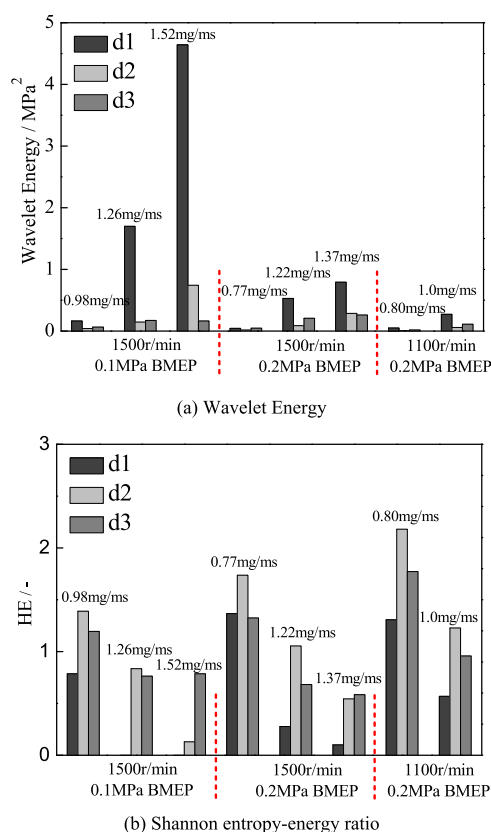 5
4
3
2
1
0
Wavelet Energy / MPa²
d1
d2
d3
0.98mg/ms
1.26mg/ms
1.52mg/ms
0.77mg/ms
1.22mg/ms
1.37mg/ms
0.80mg/ms
1.0mg/ms
1500r/min 1500r/min 1100r/min
0.1MPa BMEP 0.2MPa BMEP 0.2MPa BMEP
(a) Wavelet Energy
3
2
1
0
HE / -
d1
d2
d3
0.98mg/ms
1.26mg/ms
1.52mg/ms
0.77mg/ms
1.22mg/ms
1.37mg/ms
0.80mg/ms
1.0mg/ms
1500r/min 1500r/min 1100r/min
0.1MPa BMEP 0.2MPa BMEP 0.2MPa BMEP
(b) Shannon entropy-energy ratio